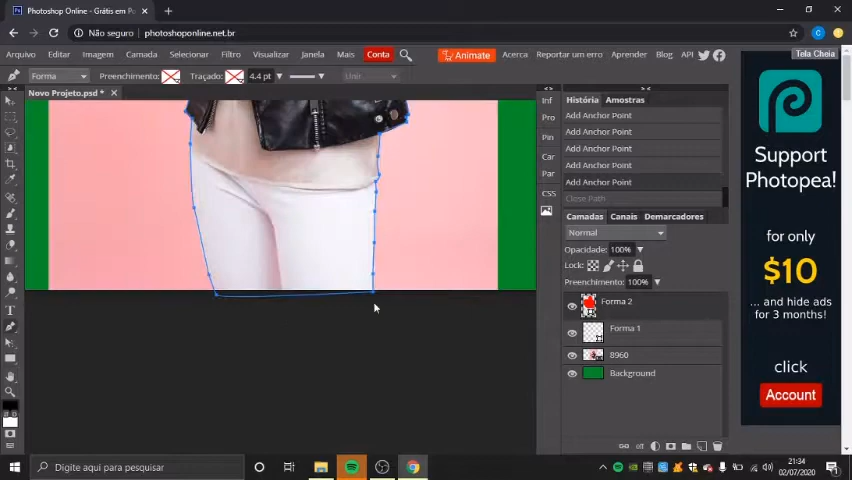 Photoshop Online - Grátis em Po
Não seguro
photoshoponline.net.br
Arquivo Editar Imagem Camada Selecionar Filtro Visualizar Janela Mais Conta Animate Acerca Reportar um erro Aprender Blog API
Tela Cheia
Forma Preenchimento: Traçado: 4.4 pt Unir
Novo Projeto.psd *
Inf
Pro
Pin
Car
Par
CSS
História Amostras
Add Anchor Point
Add Anchor Point
Add Anchor Point
Add Anchor Point
Add Anchor Point
Close Path
Camadas Canais Demarcadores
Normal
Opacidade: 100%
Lock:
Preenchimento: 100%
Forma 2
Forma 1
8960
Background
Support
Photopea!
for only
$10
... and hide ads
for 3 months!
click
Account
Digite aqui para pesquisar
21:34
02/07/2020